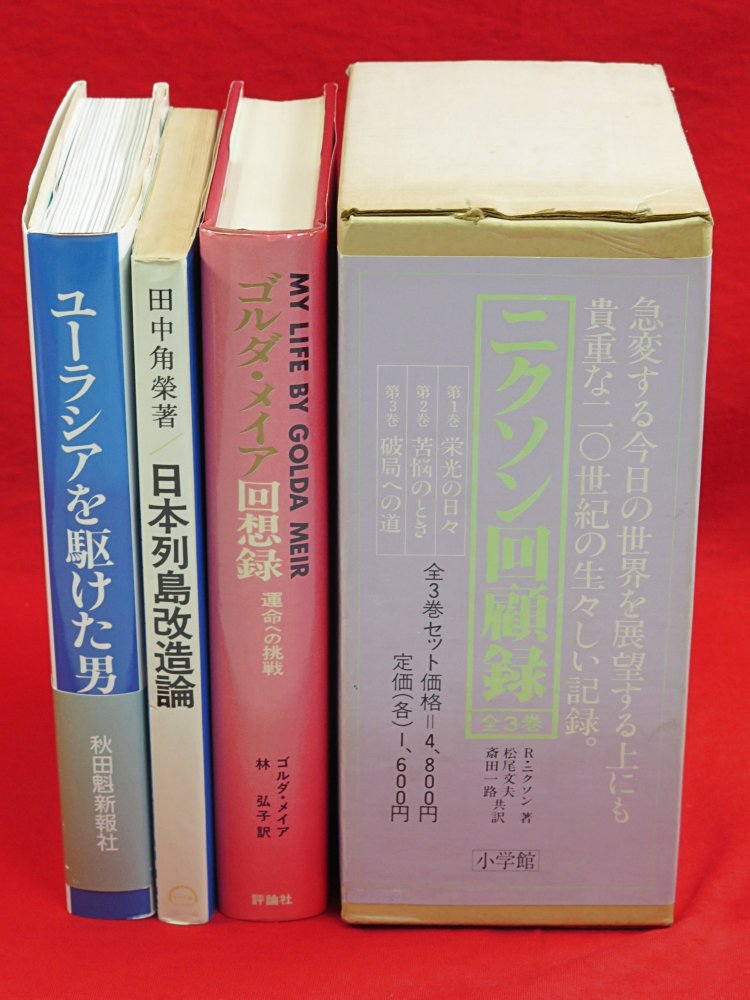 ユーラシアを駆けた男
秋田魁新報社
田中角榮著／日本列島改造論
MY LIFE BY GOLDA MEIR
ゴルダ・メイア回想録
運命への挑戦
ゴルダ・メイア
林 弘子訳
評論社
急変する今日の世界を展望する上にも
貴重な二〇世紀の生々しい記録。
ニクソン回顧録
全3巻
第1巻 栄光の日々
第2巻 苦悩のとき
第3巻 破局への道
全3巻セット価格＝4、800円
定価(各)1、600円
R・ニクソン 著
松尾文夫
斎田一路 共訳
小学館